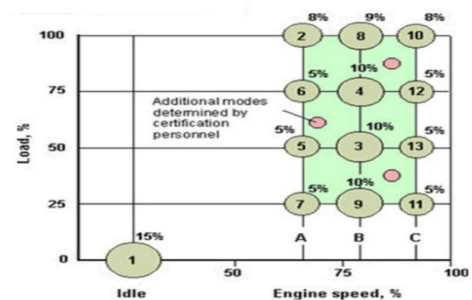 8% 9% 8%
100 2 8 10
10%
5% 5%
75 6 4 12
Additional modes
determined by
certification
personnel
5% 10% 5%
Load, %
50 5 3 13
5% 10% 5%
25 7 9 11
A B C
15%
0 1
50 75 100
Idle Engine speed, %